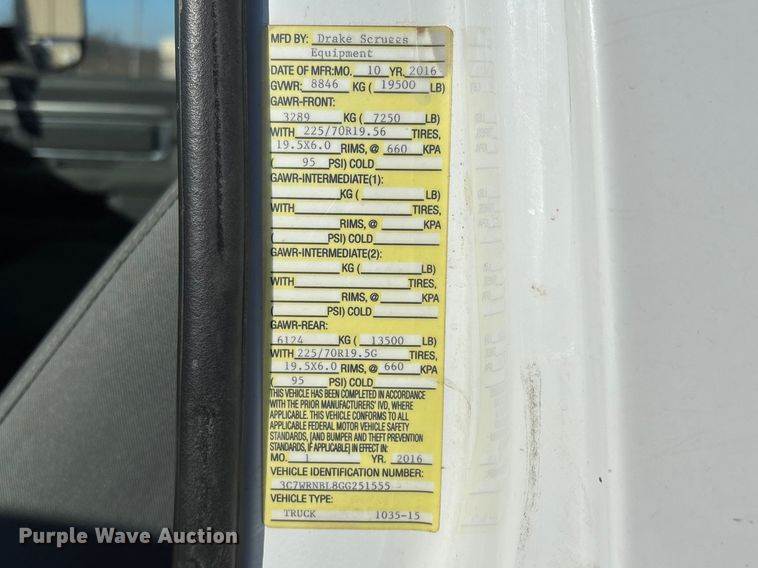 MFD BY: Drake Scruggs
Equipment
DATE OF MFR:MO. 10 YR. 2016
GVWR: 8846 KG ( 19500 LB)
GAWR-FRONT:
3289 KG ( 7250 LB)
WITH 225/70R19.56 TIRES,
19.5X6.0 RIMS, @ 660 KPA
( 95 PSI) COLD
GAWR-INTERMEDIATE(1):
KG ( LB)
WITH TIRES,
RIMS, @ KPA
( PSI) COLD
GAWR-INTERMEDIATE(2):
KG ( LB)
WITH TIRES,
RIMS, @ KPA
( PSI) COLD
GAWR-REAR:
6124 KG ( 13500 LB)
WITH 225/70R19.5G TIRES,
19.5X6.0 RIMS, @ 660 KPA
( 95 PSI) COLD
THIS VEHICLE HAS BEEN COMPLETED IN ACCORDANCE
WITH THE PRIOR MANUFACTURERS' IVD, WHERE
APPLICABLE. THIS VEHICLE CONFORMS TO ALL
APPLICABLE FEDERAL MOTOR VEHICLE SAFETY
STANDARDS, [AND BUMPER AND THEFT PREVENTION
STANDARDS, IF APPLICABLE] IN EFFECT IN:
MO. 1 YR. 2016
VEHICLE IDENTIFICATION NUMBER:
3C7WRNBL8GG251555
VEHICLE TYPE:
TRUCK 1035-15
Purple Wave Auction